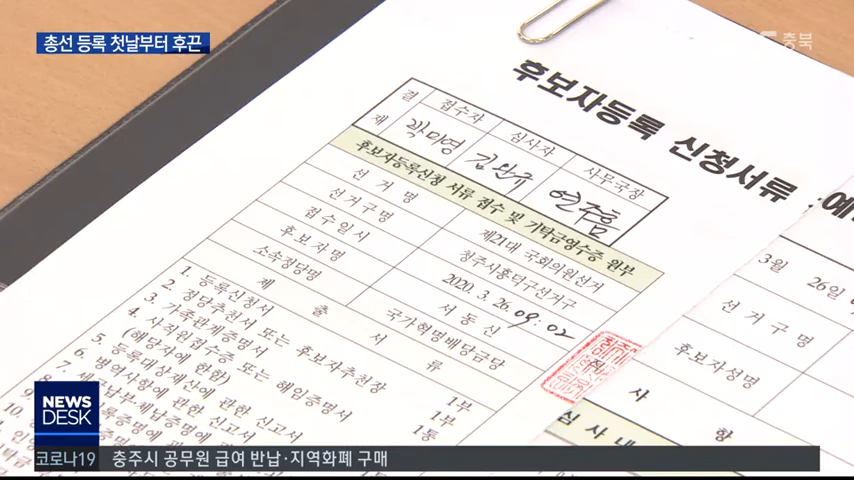 총선 등록 첫날부터 후끈
충북
후보자등록 신청서류
결재
접수자
심사자
사무국장
곽미영
후보자등록신청 서류 접수 및 기탁금영수증 원부
선 거 명
제21대 국회의원선거
선거구명
청주시흥덕구선거구
접수일시
2020. 3. 26. 09:02
후보자명
서동신
소속정당명
국가혁명배당금당
제 출 서 류
1. 등록신청서
1부
2. 정당추천서 또는 후보자추천장
1부
3. 가족관계증명서
1통
4. 사직원접수증 또는 해임증명서
(해당자에 한함)
5. 등록대상재산에 관한 신고서
6. 병역사항에 관한 신고서
3월 26일
선 거 구 명
후보자성명
사 항
심 사 내
NEWS
DESK
코로나19 충주시 공무원 급여 반납·지역화폐 구매